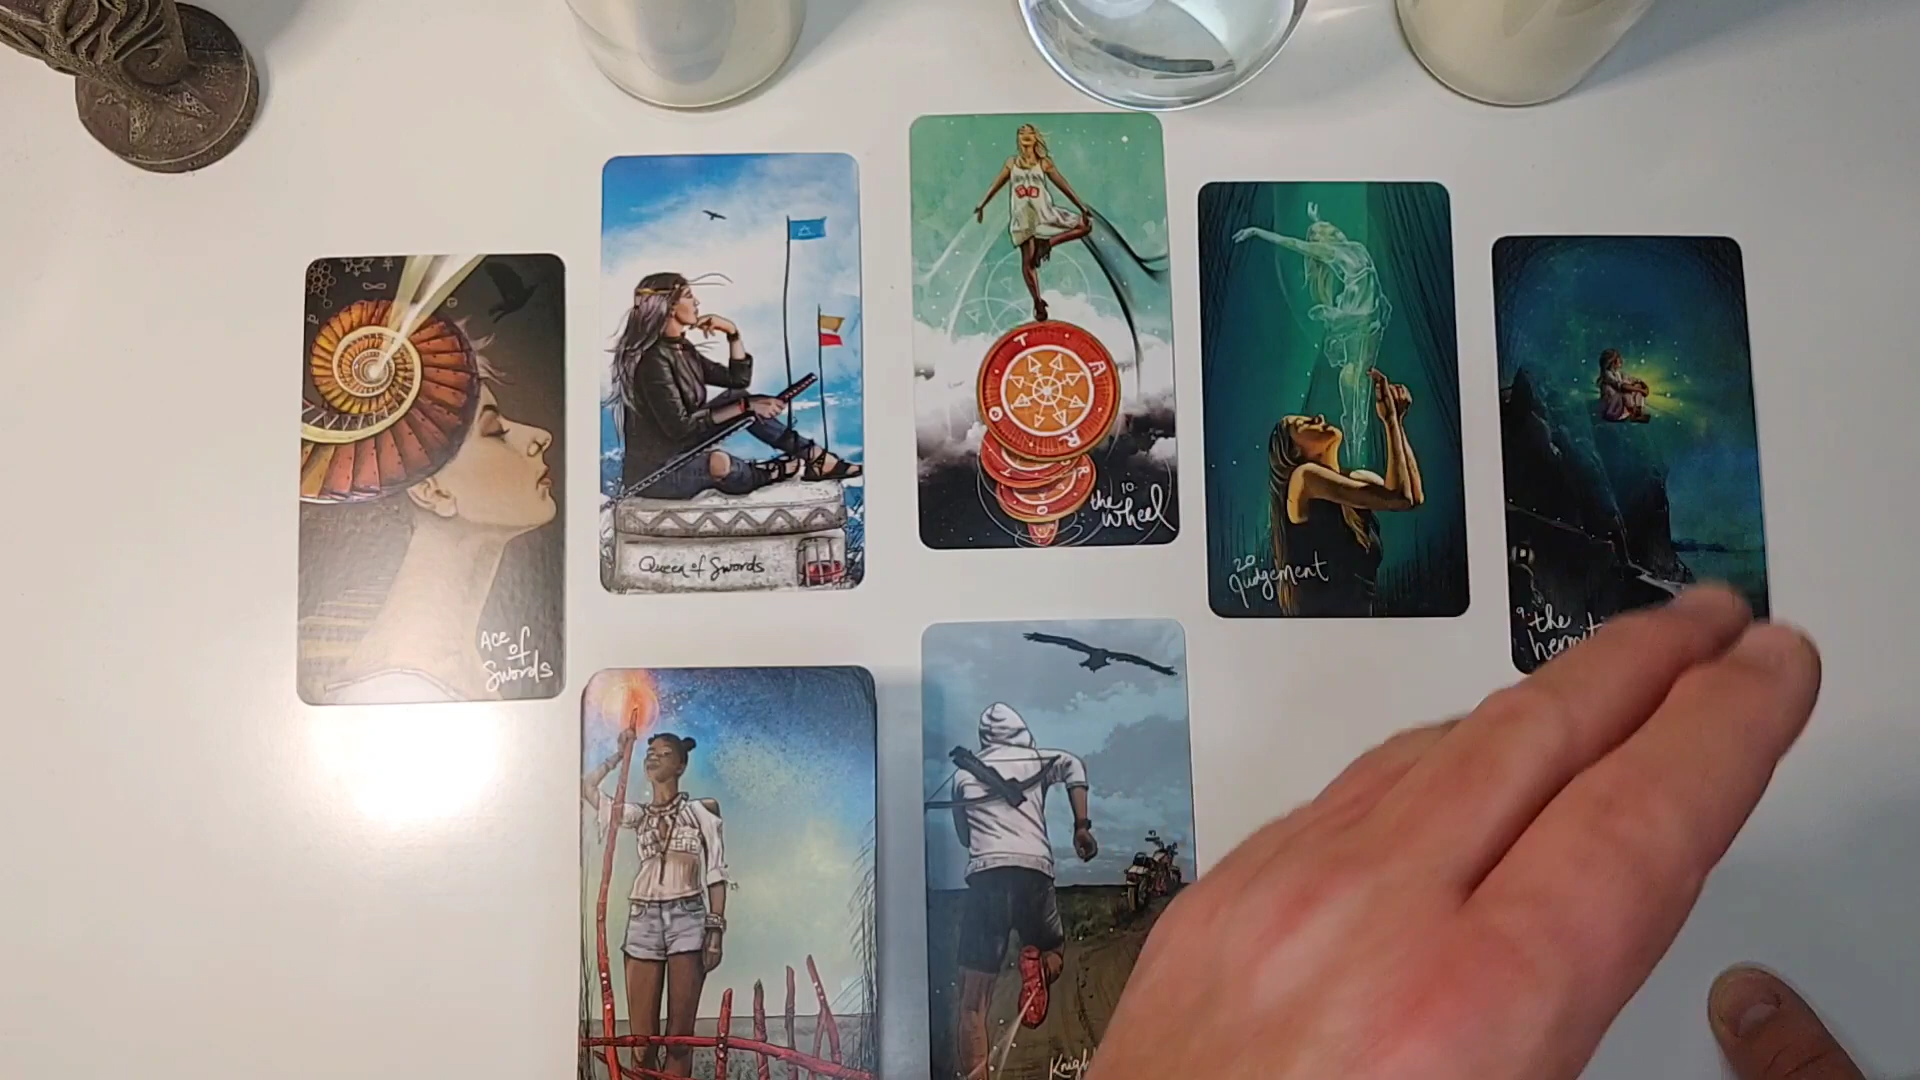 Ace
of
Swords
Queen of Swords
T A R O
10
the
Wheel
20
Judgement
9
the